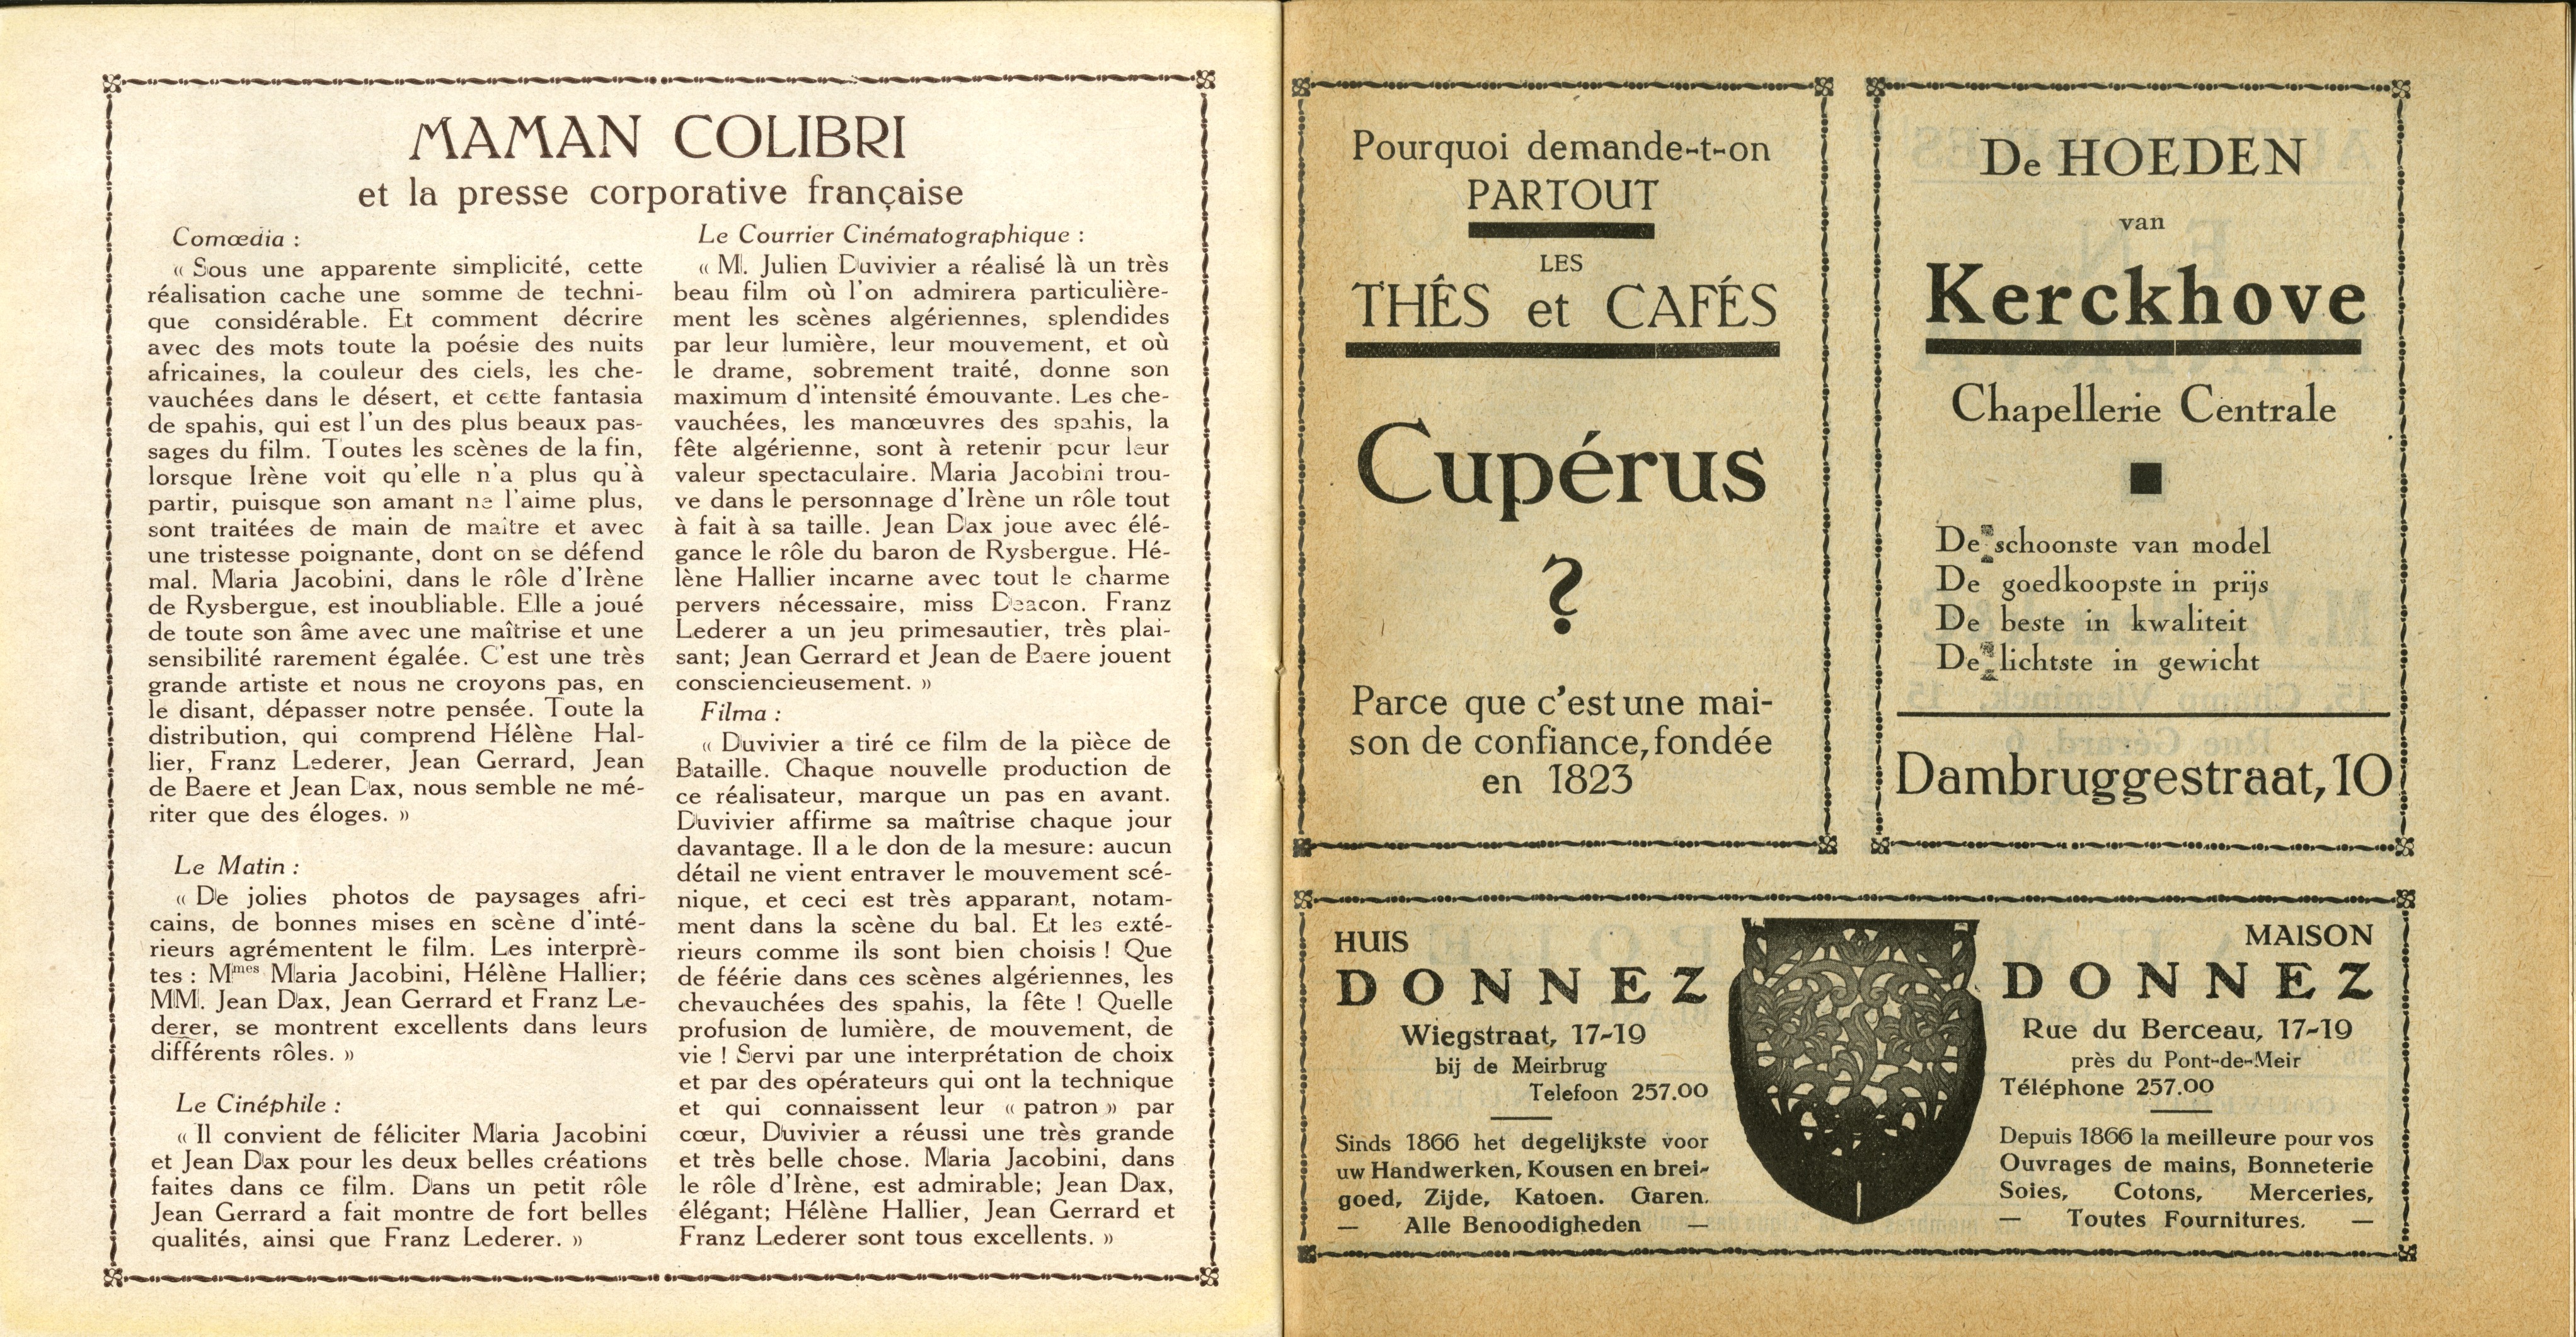 MAMAN COLIBRI
et la presse corporative française
Comœdia :
« Sous une apparente simplicité, cette
réalisation cache une somme de techni-
que considérable. Et comment décrire
avec des mots toute la poésie des nuits
africaines, la couleur des ciels, les che-
vauchées dans le désert, et cette fantasia
de spahis, qui est l'un des plus beaux pas-
sages du film. Toutes les scènes de la fin,
lorsque Irène voit qu'elle n'a plus qu'à
partir, puisque son amant ne l'aime plus,
sont traitées de main de maître et avec
une tristesse poignante, dont on se défend
mal. Maria Jacobini, dans le rôle d'Irène
de Rysbergue, est inoubliable. Elle a joué
de toute son âme avec une maîtrise et une
sensibilité rarement égalée. C'est une très
grande artiste et nous ne croyons pas, en
le disant, dépasser notre pensée. Toute la
distribution, qui comprend Hélène Hal-
lier, Franz Lederer, Jean Gerrard, Jean
de Baere et Jean Dax, nous semble ne mé-
riter que des éloges. »
Le Matin :
« De jolies photos de paysages afri-
cains, de bonnes mises en scène d'inté-
rieurs agrémentent le film. Les interprè-
tes : Mmes Maria Jacobini, Hélène Hallier;
MM. Jean Dax, Jean Gerrard et Franz Le-
derer, se montrent excellents dans leurs
différents rôles. »
Le Cinéphile :
« Il convient de féliciter Maria Jacobini
et Jean Dax pour les deux belles créations
faites dans ce film. Dans un petit rôle
Jean Gerrard a fait montre de fort belles
qualités, ainsi que Franz Lederer. »
Le Courrier Cinématographique :
« M. Julien Duvivier a réalisé là un très
beau film où l'on admirera particulière-
ment les scènes algériennes, splendides
par leur lumière, leur mouvement, et où
le drame, sobrement traité, donne son
maximum d'intensité émouvante. Les che-
vauchées, les manœuvres des spahis, la
fête algérienne, sont à retenir pour leur
valeur spectaculaire. Maria Jacobini trou-
ve dans le personnage d'Irène un rôle tout
à fait à sa taille. Jean Dax joue avec élé-
gance le rôle du baron de Rysbergue. Hé-
lène Hallier incarne avec tout le charme
pervers nécessaire, miss Deacon. Franz
Lederer a un jeu primesautier, très plai-
sant; Jean Gerrard et Jean de Baere jouent
consciencieusement. »
Filma :
« Duvivier a tiré ce film de la pièce de
Bataille. Chaque nouvelle production de
ce réalisateur, marque un pas en avant.
Duvivier affirme sa maîtrise chaque jour
davantage. Il a le don de la mesure: aucun
détail ne vient entraver le mouvement scé-
nique, et ceci est très apparant, notam-
ment dans la scène du bal. Et les exté-
rieurs comme ils sont bien choisis ! Que
de féérie dans ces scènes algériennes, les
chevauchées des spahis, la fête ! Quelle
profusion de lumière, de mouvement, de
vie ! Servi par une interprétation de choix
et par des opérateurs qui ont la technique
et qui connaissent leur « patron » par
cœur, Duvivier a réussi une très grande
et très belle chose. Maria Jacobini, dans
le rôle d'Irène, est admirable; Jean Dax,
élégant; Hélène Hallier, Jean Gerrard et
Franz Lederer sont tous excellents. »
Pourquoi demande-t-on
PARTOUT
LES
THÊS et CAFÉS
Cupérus
?
Parce que c'est une mai-
son de confiance, fondée
en 1823
De HOEDEN
van
Kerckhove
Chapellerie Centrale
De schoonste van model
De goedkoopste in prijs
De beste in kwaliteit
De lichtste in gewicht
Dambruggestraat, 10
HUIS
DONNEZ
Wiegstraat, 17-19
bij de Meirbrug
Telefoon 257.00
Sinds 1866 het degelijkste voor
uw Handwerken, Kousen en brei-
goed, Zijde, Katoen. Garen.
— Alle Benoodigheden —
MAISON
DONNEZ
Rue du Berceau, 17-19
près du Pont-de-Meir
Téléphone 257.00
Depuis 1866 la meilleure pour vos
Ouvrages de mains, Bonneterie
Soies, Cotons, Merceries,
— Toutes Fournitures. —